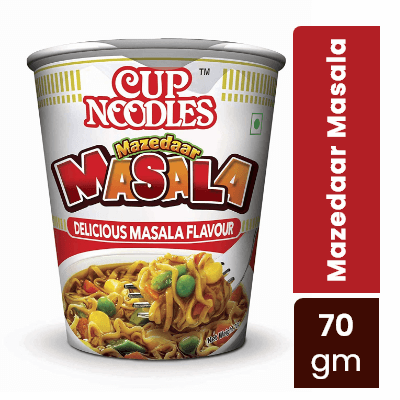 CUP
NOODLES
TM
Mazedaar
MASALA
DELICIOUS MASALA FLAVOUR
Mazedaar Masala
70
gm